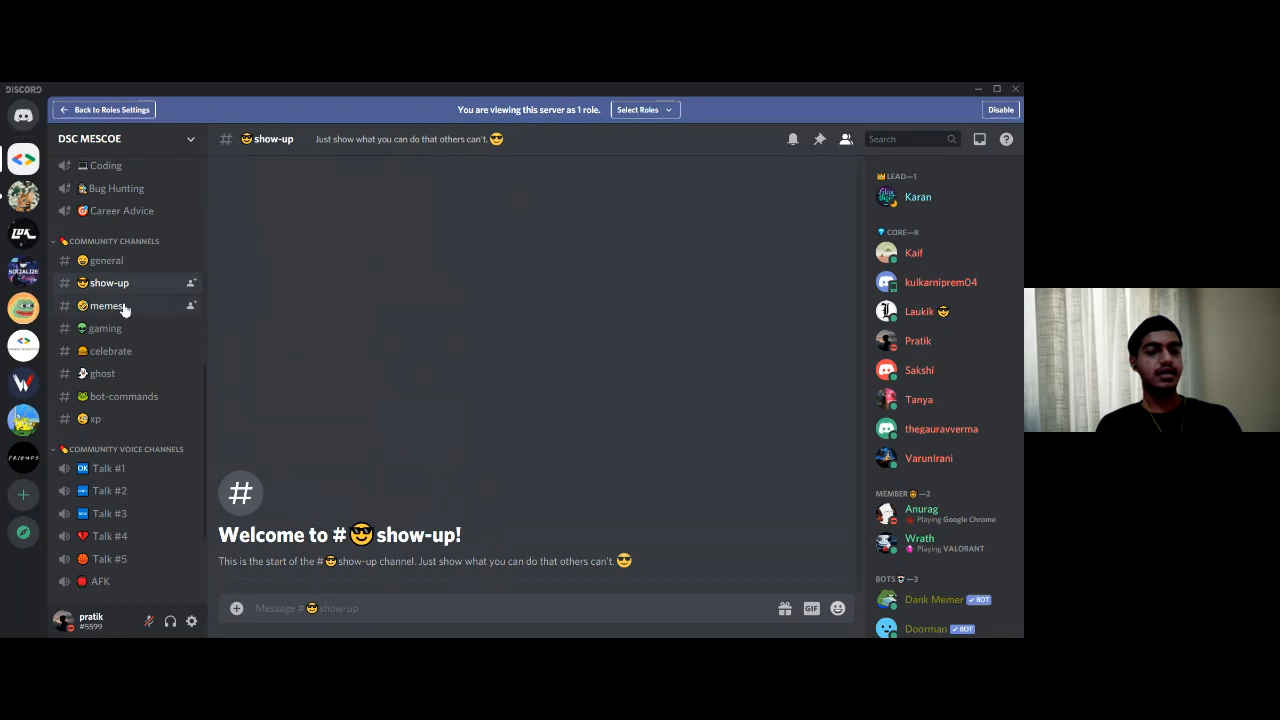 DISCORD
Back to Roles Settings
You are viewing this server as 1 role.
Select Roles
Disable
DSC MESCOE
😎show-up
Just show what you can do that others can't.😎
Search
Coding
Bug Hunting
Career Advice
COMMUNITY CHANNELS
general
show-up
memes
gaming
celebrate
ghost
bot-commands
xp
COMMUNITY VOICE CHANNELS
Talk #1
Talk #2
Talk #3
Talk #4
Talk #5
AFK
pratik
#5599
LOK
SOCIALIZE
W
FRIENDS
Welcome to #😎show-up!
This is the start of the #😎show-up channel. Just show what you can do that others can't. 😎
Message #😎show-up
GIF
LEAD—1
Karan
CORE—8
Kaif
kulkarniprem04
Laukik 😎
Pratik
Sakshi
Tanya
thegauravverma
VarunIrani
MEMBER —2
Anurag
Playing Google Chrome
Wrath
Playing VALORANT
BOTS —3
Dank Memer BOT
Doorman BOT